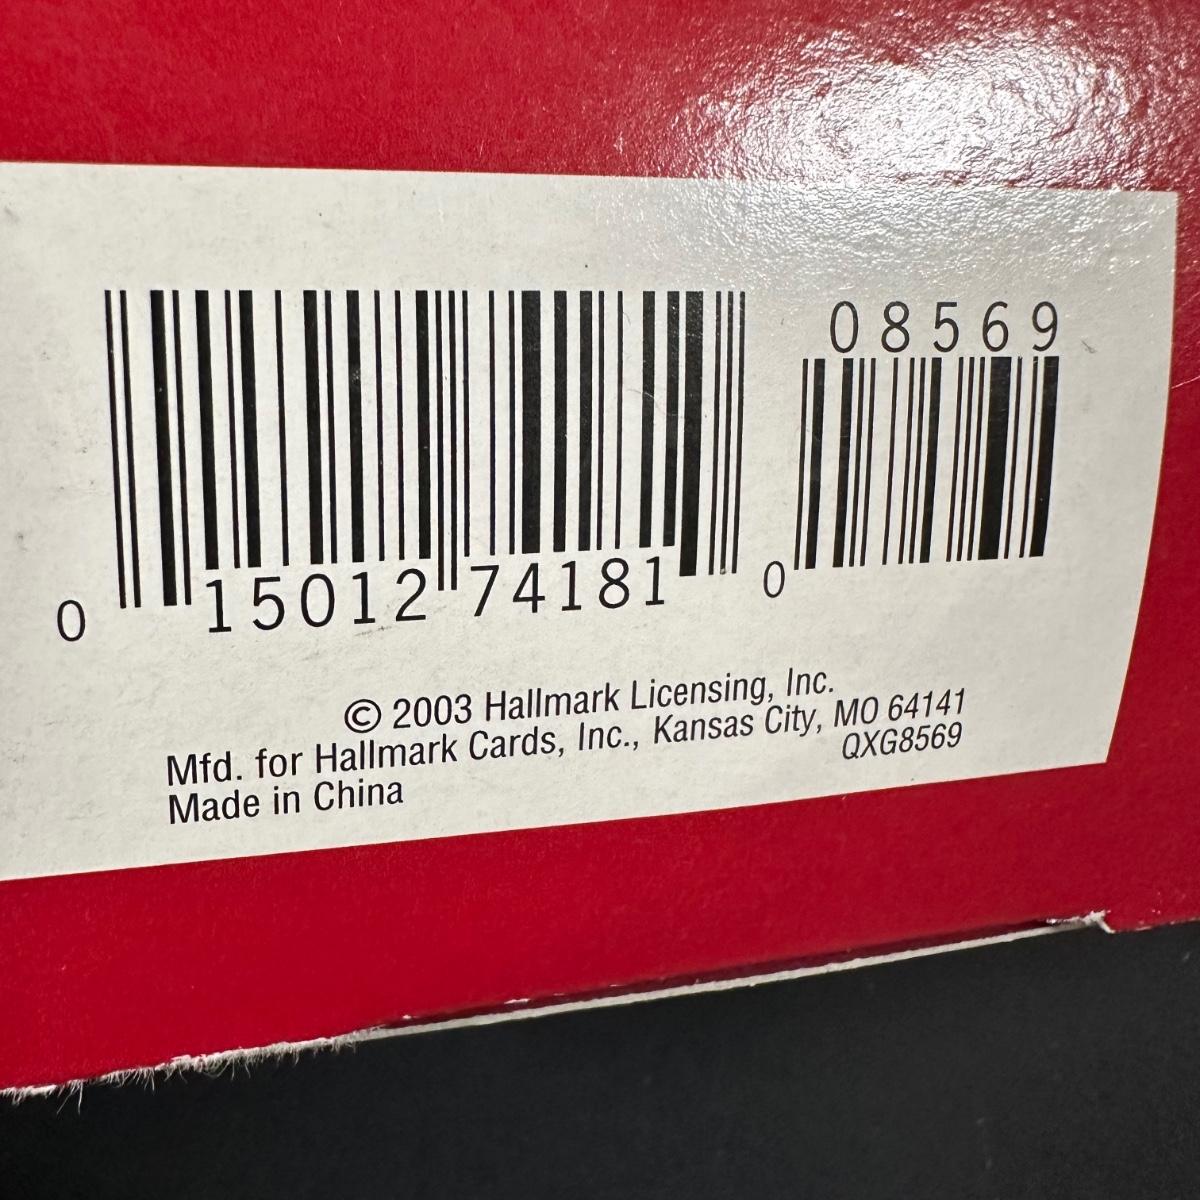 08569
0 15012 74181 0
© 2003 Hallmark Licensing, Inc.
Mfd. for Hallmark Cards, Inc., Kansas City, MO 64141
Made in China QXG8569